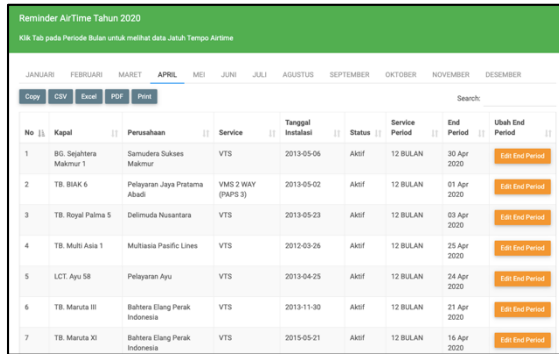 Reminder AirTime Tahun 2020
Klik Tab pada Periode Bulan untuk melihat data Jatuh Tempo Airtime
JANUARI FEBRUARI MARET APRIL MEI JUNI JULI AGUSTUS SEPTEMBER OKTOBER NOVEMBER DESEMBER
Copy CSV Excel PDF Print Search:
No Kapal Perusahaan Service Tanggal Instalasi Status Service Period End Period Ubah End Period
1 BG. Sejahtera Makmur 1 Samudera Sukses Makmur VTS 2013-05-06 Aktif 12 BULAN 30 Apr 2020 Edit End Period
2 TB. BIAK 6 Pelayaran Jaya Pratama Abadi VMS 2 WAY (PAPS 3) 2013-05-02 Aktif 12 BULAN 01 Apr 2020 Edit End Period
3 TB. Royal Palma 5 Delimuda Nusantara VTS 2013-05-23 Aktif 12 BULAN 03 Apr 2020 Edit End Period
4 TB. Multi Asia 1 Multiasia Pasific Lines VTS 2012-03-26 Aktif 12 BULAN 25 Apr 2020 Edit End Period
5 LCT. Ayu 58 Pelayaran Ayu VTS 2013-04-25 Aktif 12 BULAN 24 Apr 2020 Edit End Period
6 TB. Maruta III Bahtera Elang Perak Indonesia VTS 2013-11-30 Aktif 12 BULAN 21 Apr 2020 Edit End Period
7 TB. Maruta XI Bahtera Elang Perak Indonesia VTS 2015-05-21 Aktif 12 BULAN 16 Apr 2020 Edit End Period